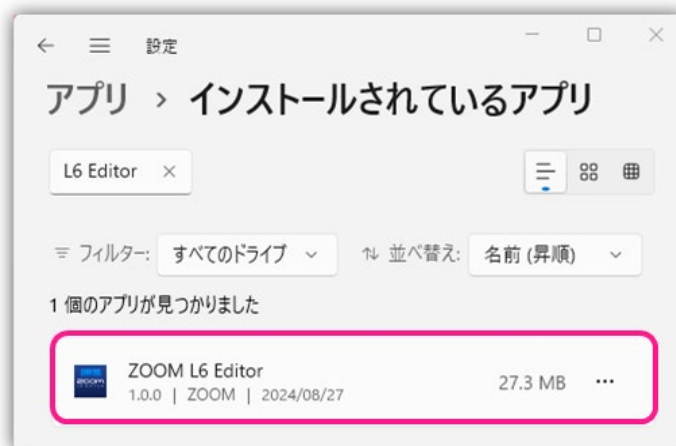 設定
アプリ › インストールされているアプリ
L6 Editor ×
フィルター: すべてのドライブ 並べ替え: 名前 (昇順)
1 個のアプリが見つかりました
ZOOM L6 Editor
1.0.0 | ZOOM | 2024/08/27
27.3 MB ...
zoom